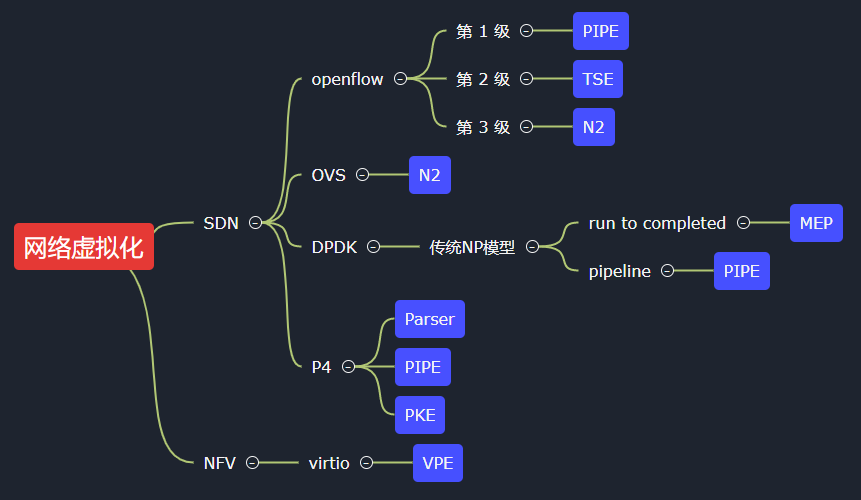 网络虚拟化
SDN
openflow
第 1 级
PIPE
第 2 级
TSE
第 3 级
N2
OVS
N2
DPDK
传统NP模型
run to completed
MEP
pipeline
PIPE
P4
Parser
PIPE
PKE
NFV
virtio
VPE